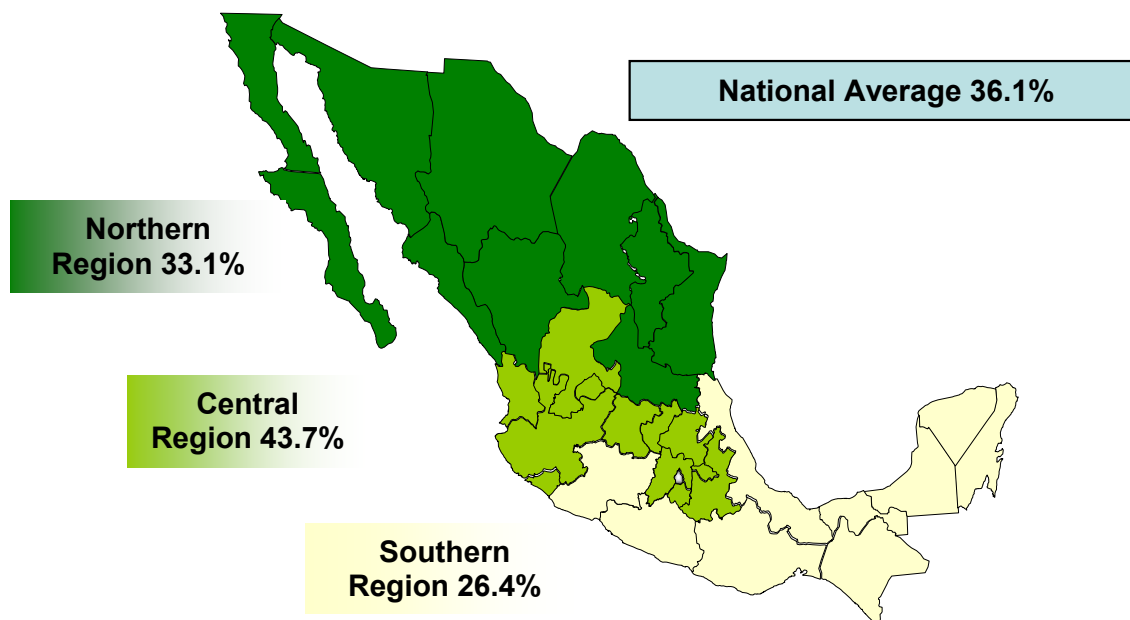 National Average 36.1%
Northern
Region 33.1%
Central
Region 43.7%
Southern
Region 26.4%